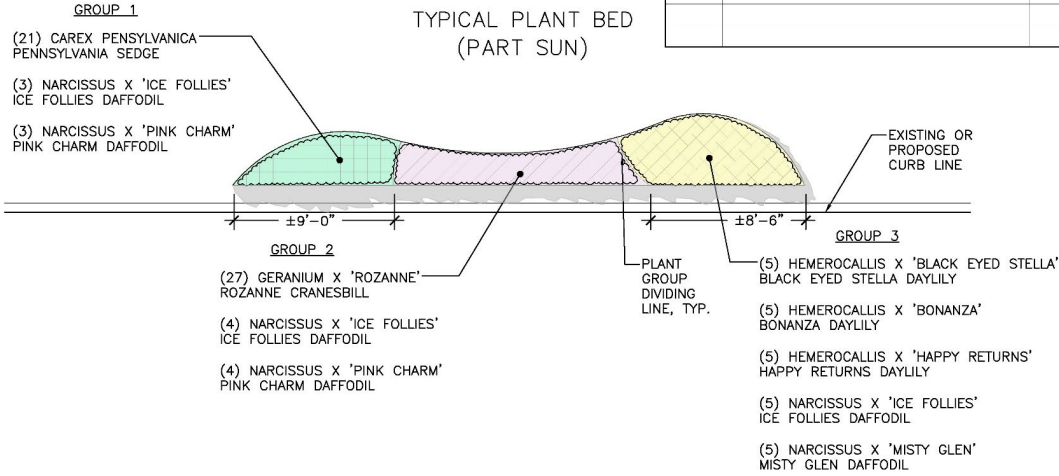 TYPICAL PLANT BED
(PART SUN)
GROUP 1
(21) CAREX PENSYLVANICA
PENNSYLVANIA SEDGE
(3) NARCISSUS X 'ICE FOLLIES'
ICE FOLLIES DAFFODIL
(3) NARCISSUS X 'PINK CHARM'
PINK CHARM DAFFODIL
EXISTING OR
PROPOSED
CURB LINE
±9'-0"
±8'-6"
GROUP 2
(27) GERANIUM X 'ROZANNE'
ROZANNE CRANESBILL
(4) NARCISSUS X 'ICE FOLLIES'
ICE FOLLIES DAFFODIL
(4) NARCISSUS X 'PINK CHARM'
PINK CHARM DAFFODIL
PLANT
GROUP
DIVIDING
LINE, TYP.
GROUP 3
(5) HEMEROCALLIS X 'BLACK EYED STELLA'
BLACK EYED STELLA DAYLILY
(5) HEMEROCALLIS X 'BONANZA'
BONANZA DAYLILY
(5) HEMEROCALLIS X 'HAPPY RETURNS'
HAPPY RETURNS DAYLILY
(5) NARCISSUS X 'ICE FOLLIES'
ICE FOLLIES DAFFODIL
(5) NARCISSUS X 'MISTY GLEN'
MISTY GLEN DAFFODIL